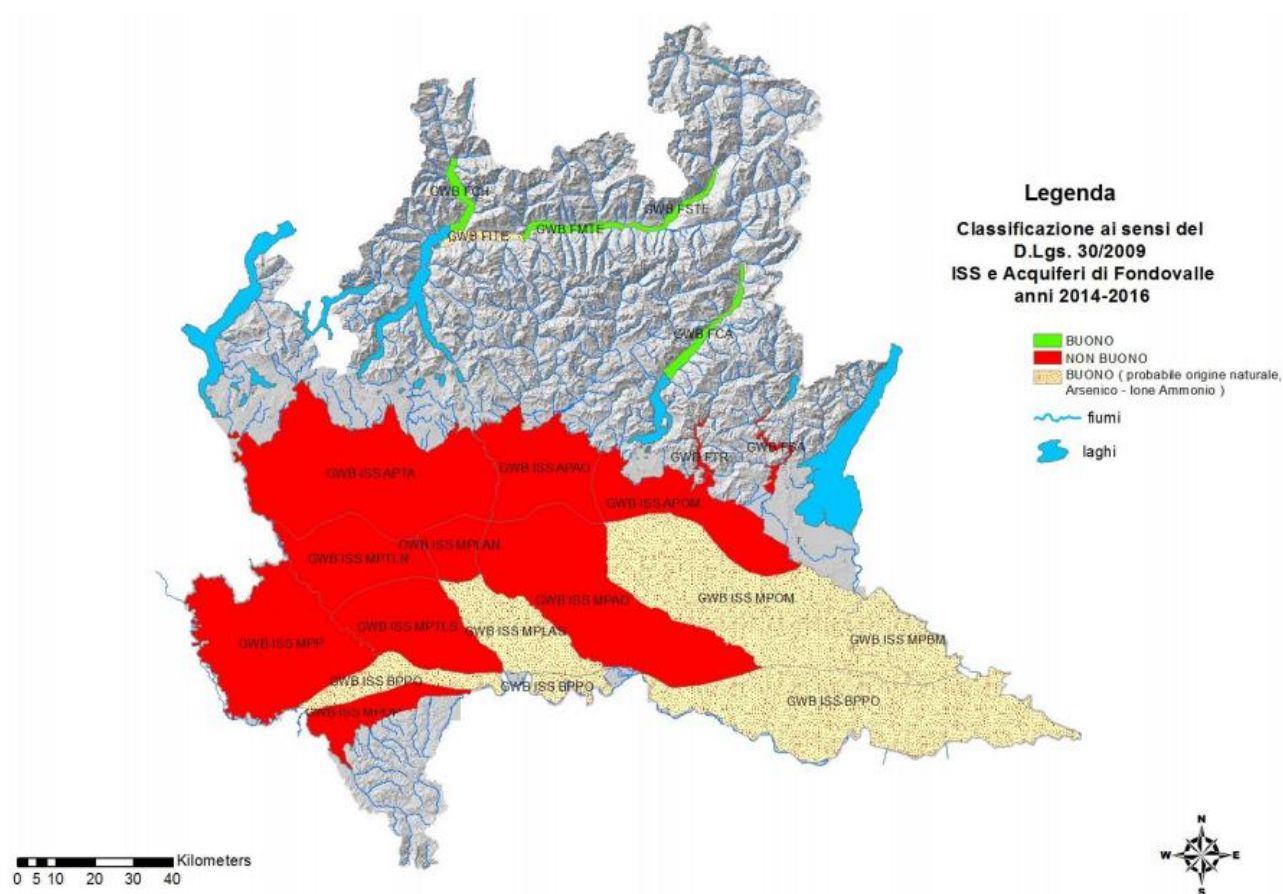 Legenda
Classificazione ai sensi del
D.Lgs. 30/2009
ISS e Acquiferi di Fondovalle
anni 2014-2016
BUONO
NON BUONO
BUONO ( probabile origine naturale,
Arsenico - Ione Ammonio )
fiumi
laghi
GWB FCH
GWB FSTE
GWB FMTE
GWB FITE
GWB FCA
GWB FTR
GWB FSA
GWB ISS APTA
GWB ISS APAO
GWB ISS APOM
GWB ISS MPTLN
GWB ISS MPLAN
GWB ISS MPAO
GWB ISS MPOM
GWB ISS MPP
GWB ISS MPTLS
GWB ISS MPLAS
GWB ISS MPBM
GWB ISS BPPO
GWB ISS BPPO
GWB ISS BPPO
GWB ISS
Kilometers
0 5 10 20 30 40
N
W E
S